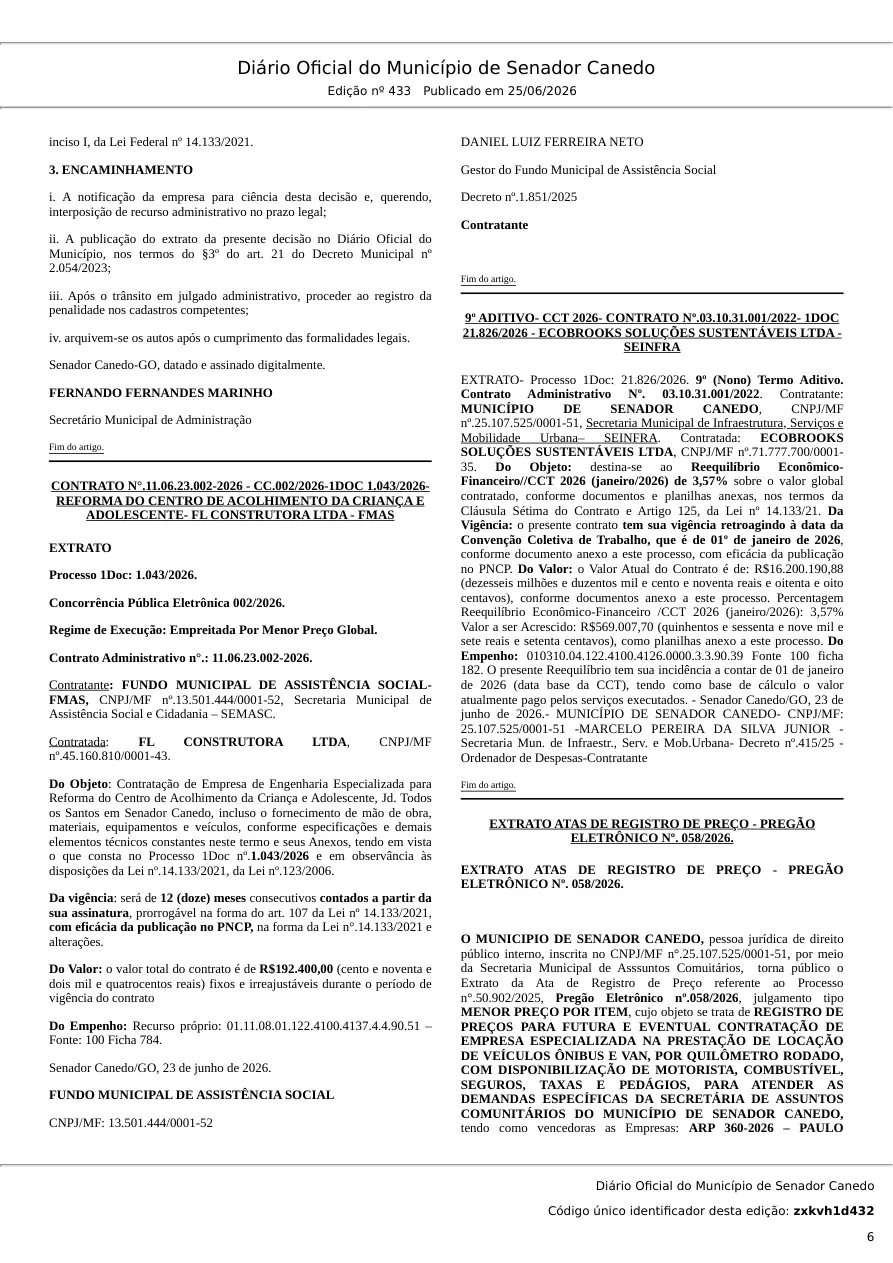 Diário Oficial do Município de Senador Canedo
Edição nº 433   Publicado em 25/06/2026
inciso I, da Lei Federal nº 14.133/2021.
3. ENCAMINHAMENTO
i. A notificação da empresa para ciência desta decisão e, querendo,
interposição de recurso administrativo no prazo legal;
ii. A publicação do extrato da presente decisão no Diário Oficial do
Município, nos termos do §3º do art. 21 do Decreto Municipal nº
2.054/2023;
iii. Após o trânsito em julgado administrativo, proceder ao registro da
penalidade nos cadastros competentes;
iv. arquivem-se os autos após o cumprimento das formalidades legais.
Senador Canedo-GO, datado e assinado digitalmente.
FERNANDO FERNANDES MARINHO
Secretário Municipal de Administração
Fim do artigo.
CONTRATO N°.11.06.23.002-2026 - CC.002/2026-1DOC 1.043/2026-
REFORMA DO CENTRO DE ACOLHIMENTO DA CRIANÇA E
ADOLESCENTE- FL CONSTRUTORA LTDA - FMAS
EXTRATO
Processo 1Doc: 1.043/2026.
Concorrência Pública Eletrônica 002/2026.
Regime de Execução: Empreitada Por Menor Preço Global.
Contrato Administrativo n°.: 11.06.23.002-2026.
Contratante: FUNDO MUNICIPAL DE ASSISTÊNCIA SOCIAL-
FMAS, CNPJ/MF nº.13.501.444/0001-52, Secretaria Municipal de
Assistência Social e Cidadania – SEMASC.
Contratada: FL CONSTRUTORA LTDA, CNPJ/MF
nº.45.160.810/0001-43.
Do Objeto: Contratação de Empresa de Engenharia Especializada para
Reforma do Centro de Acolhimento da Criança e Adolescente, Jd. Todos
os Santos em Senador Canedo, incluso o fornecimento de mão de obra,
materiais, equipamentos e veículos, conforme especificações e demais
elementos técnicos constantes neste termo e seus Anexos, tendo em vista
o que consta no Processo 1Doc nº.1.043/2026 e em observância às
disposições da Lei nº.14.133/2021, da Lei nº.123/2006.
Da vigência: será de 12 (doze) meses consecutivos contados a partir da
sua assinatura, prorrogável na forma do art. 107 da Lei nº 14.133/2021,
com eficácia da publicação no PNCP, na forma da Lei n°.14.133/2021 e
alterações.
Do Valor: o valor total do contrato é de R$192.400,00 (cento e noventa e
dois mil e quatrocentos reais) fixos e irreajustáveis durante o período de
vigência do contrato
Do Empenho: Recurso próprio: 01.11.08.01.122.4100.4137.4.4.90.51 –
Fonte: 100 Ficha 784.
Senador Canedo/GO, 23 de junho de 2026.
FUNDO MUNICIPAL DE ASSISTÊNCIA SOCIAL
CNPJ/MF: 13.501.444/0001-52
DANIEL LUIZ FERREIRA NETO
Gestor do Fundo Municipal de Assistência Social
Decreto nº.1.851/2025
Contratante
Fim do artigo.
9º ADITIVO- CCT 2026- CONTRATO Nº.03.10.31.001/2022- 1DOC
21.826/2026 - ECOBROOKS SOLUÇÕES SUSTENTÁVEIS LTDA -
SEINFRA
EXTRATO- Processo 1Doc: 21.826/2026. 9º (Nono) Termo Aditivo.
Contrato Administrativo Nº. 03.10.31.001/2022. Contratante:
MUNICÍPIO DE SENADOR CANEDO, CNPJ/MF
nº.25.107.525/0001-51, Secretaria Municipal de Infraestrutura, Serviços e
Mobilidade Urbana– SEINFRA. Contratada: ECOBROOKS
SOLUÇÕES SUSTENTÁVEIS LTDA, CNPJ/MF nº.71.777.700/0001-
35. Do Objeto: destina-se ao Reequilíbrio Econômico-
Financeiro//CCT 2026 (janeiro/2026) de 3,57% sobre o valor global
contratado, conforme documentos e planilhas anexas, nos termos da
Cláusula Sétima do Contrato e Artigo 125, da Lei nº 14.133/21. Da
Vigência: o presente contrato tem sua vigência retroagindo à data da
Convenção Coletiva de Trabalho, que é de 01º de janeiro de 2026,
conforme documento anexo a este processo, com eficácia da publicação
no PNCP. Do Valor: o Valor Atual do Contrato é de: R$16.200.190,88
(dezesseis milhões e duzentos mil e cento e noventa reais e oitenta e oito
centavos), conforme documentos anexo a este processo. Percentagem
Reequilíbrio Econômico-Financeiro /CCT 2026 (janeiro/2026): 3,57%
Valor a ser Acrescido: R$569.007,70 (quinhentos e sessenta e nove mil e
sete reais e setenta centavos), como planilhas anexo a este processo. Do
Empenho: 010310.04.122.4100.4126.0000.3.3.90.39 Fonte 100 ficha
182. O presente Reequilíbrio tem sua incidência a contar de 01 de janeiro
de 2026 (data base da CCT), tendo como base de cálculo o valor
atualmente pago pelos serviços executados. - Senador Canedo/GO, 23 de
junho de 2026.- MUNICÍPIO DE SENADOR CANEDO- CNPJ/MF:
25.107.525/0001-51 -MARCELO PEREIRA DA SILVA JUNIOR -
Secretaria Mun. de Infraestr., Serv. e Mob.Urbana- Decreto nº.415/25 -
Ordenador de Despesas-Contratante
Fim do artigo.
EXTRATO ATAS DE REGISTRO DE PREÇO - PREGÃO
ELETRÔNICO Nº. 058/2026.
EXTRATO ATAS DE REGISTRO DE PREÇO - PREGÃO
ELETRÔNICO Nº. 058/2026.
O MUNICIPIO DE SENADOR CANEDO, pessoa jurídica de direito
público interno, inscrita no CNPJ/MF n°.25.107.525/0001-51, por meio
da Secretaria Municipal de Asssuntos Comuitários,  torna público o
Extrato da Ata de Registro de Preço referente ao Processo
n°.50.902/2025, Pregão Eletrônico nº.058/2026, julgamento tipo
MENOR PREÇO POR ITEM, cujo objeto se trata de REGISTRO DE
PREÇOS PARA FUTURA E EVENTUAL CONTRATAÇÃO DE
EMPRESA ESPECIALIZADA NA PRESTAÇÃO DE LOCAÇÃO
DE VEÍCULOS ÔNIBUS E VAN, POR QUILÔMETRO RODADO,
COM DISPONIBILIZAÇÃO DE MOTORISTA, COMBUSTÍVEL,
SEGUROS, TAXAS E PEDÁGIOS, PARA ATENDER AS
DEMANDAS ESPECÍFICAS DA SECRETÁRIA DE ASSUNTOS
COMUNITÁRIOS DO MUNICÍPIO DE SENADOR CANEDO,
tendo como vencedoras as Empresas: ARP 360-2026 – PAULO
Diário Oficial do Município de Senador Canedo
Código único identificador desta edição: zxkvh1d432
6